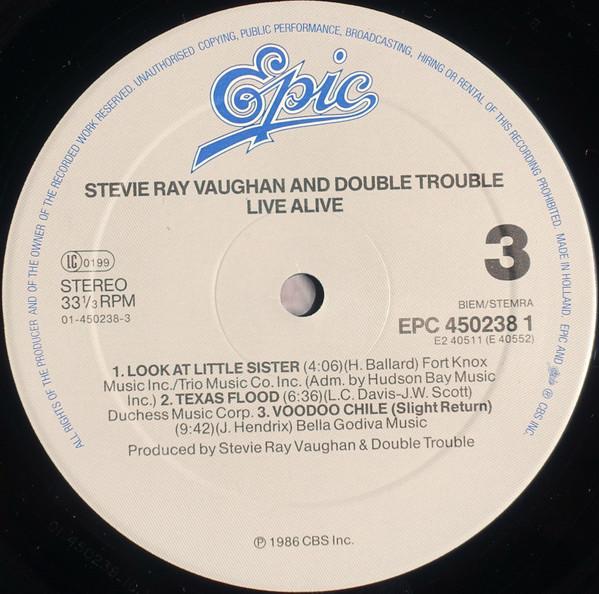 ALL RIGHTS OF THE PRODUCER AND OF THE OWNER OF THE RECORDED WORK RESERVED. UNAUTHORISED COPYING, PUBLIC PERFORMANCE, BROADCASTING, HIRING OR RENTAL OF THIS RECORDING PROHIBITED. MADE IN HOLLAND. EPIC AND Epic ℗ CBS INC.
Epic
STEVIE RAY VAUGHAN AND DOUBLE TROUBLE
LIVE ALIVE
LC 0199
STEREO
33 1/3 RPM
01-450238-3
3
BIEM/STEMRA
EPC 450238 1
E2 40511 (E 40552)
1. LOOK AT LITTLE SISTER (4:06)(H. Ballard) Fort Knox
Music Inc./Trio Music Co. Inc. (Adm. by Hudson Bay Music
Inc.) 2. TEXAS FLOOD (6:36)(L.C. Davis-J.W. Scott)
Duchess Music Corp. 3. VOODOO CHILE (Slight Return)
(9:42)(J. Hendrix) Bella Godiva Music
Produced by Stevie Ray Vaughan & Double Trouble
℗ 1986 CBS Inc.